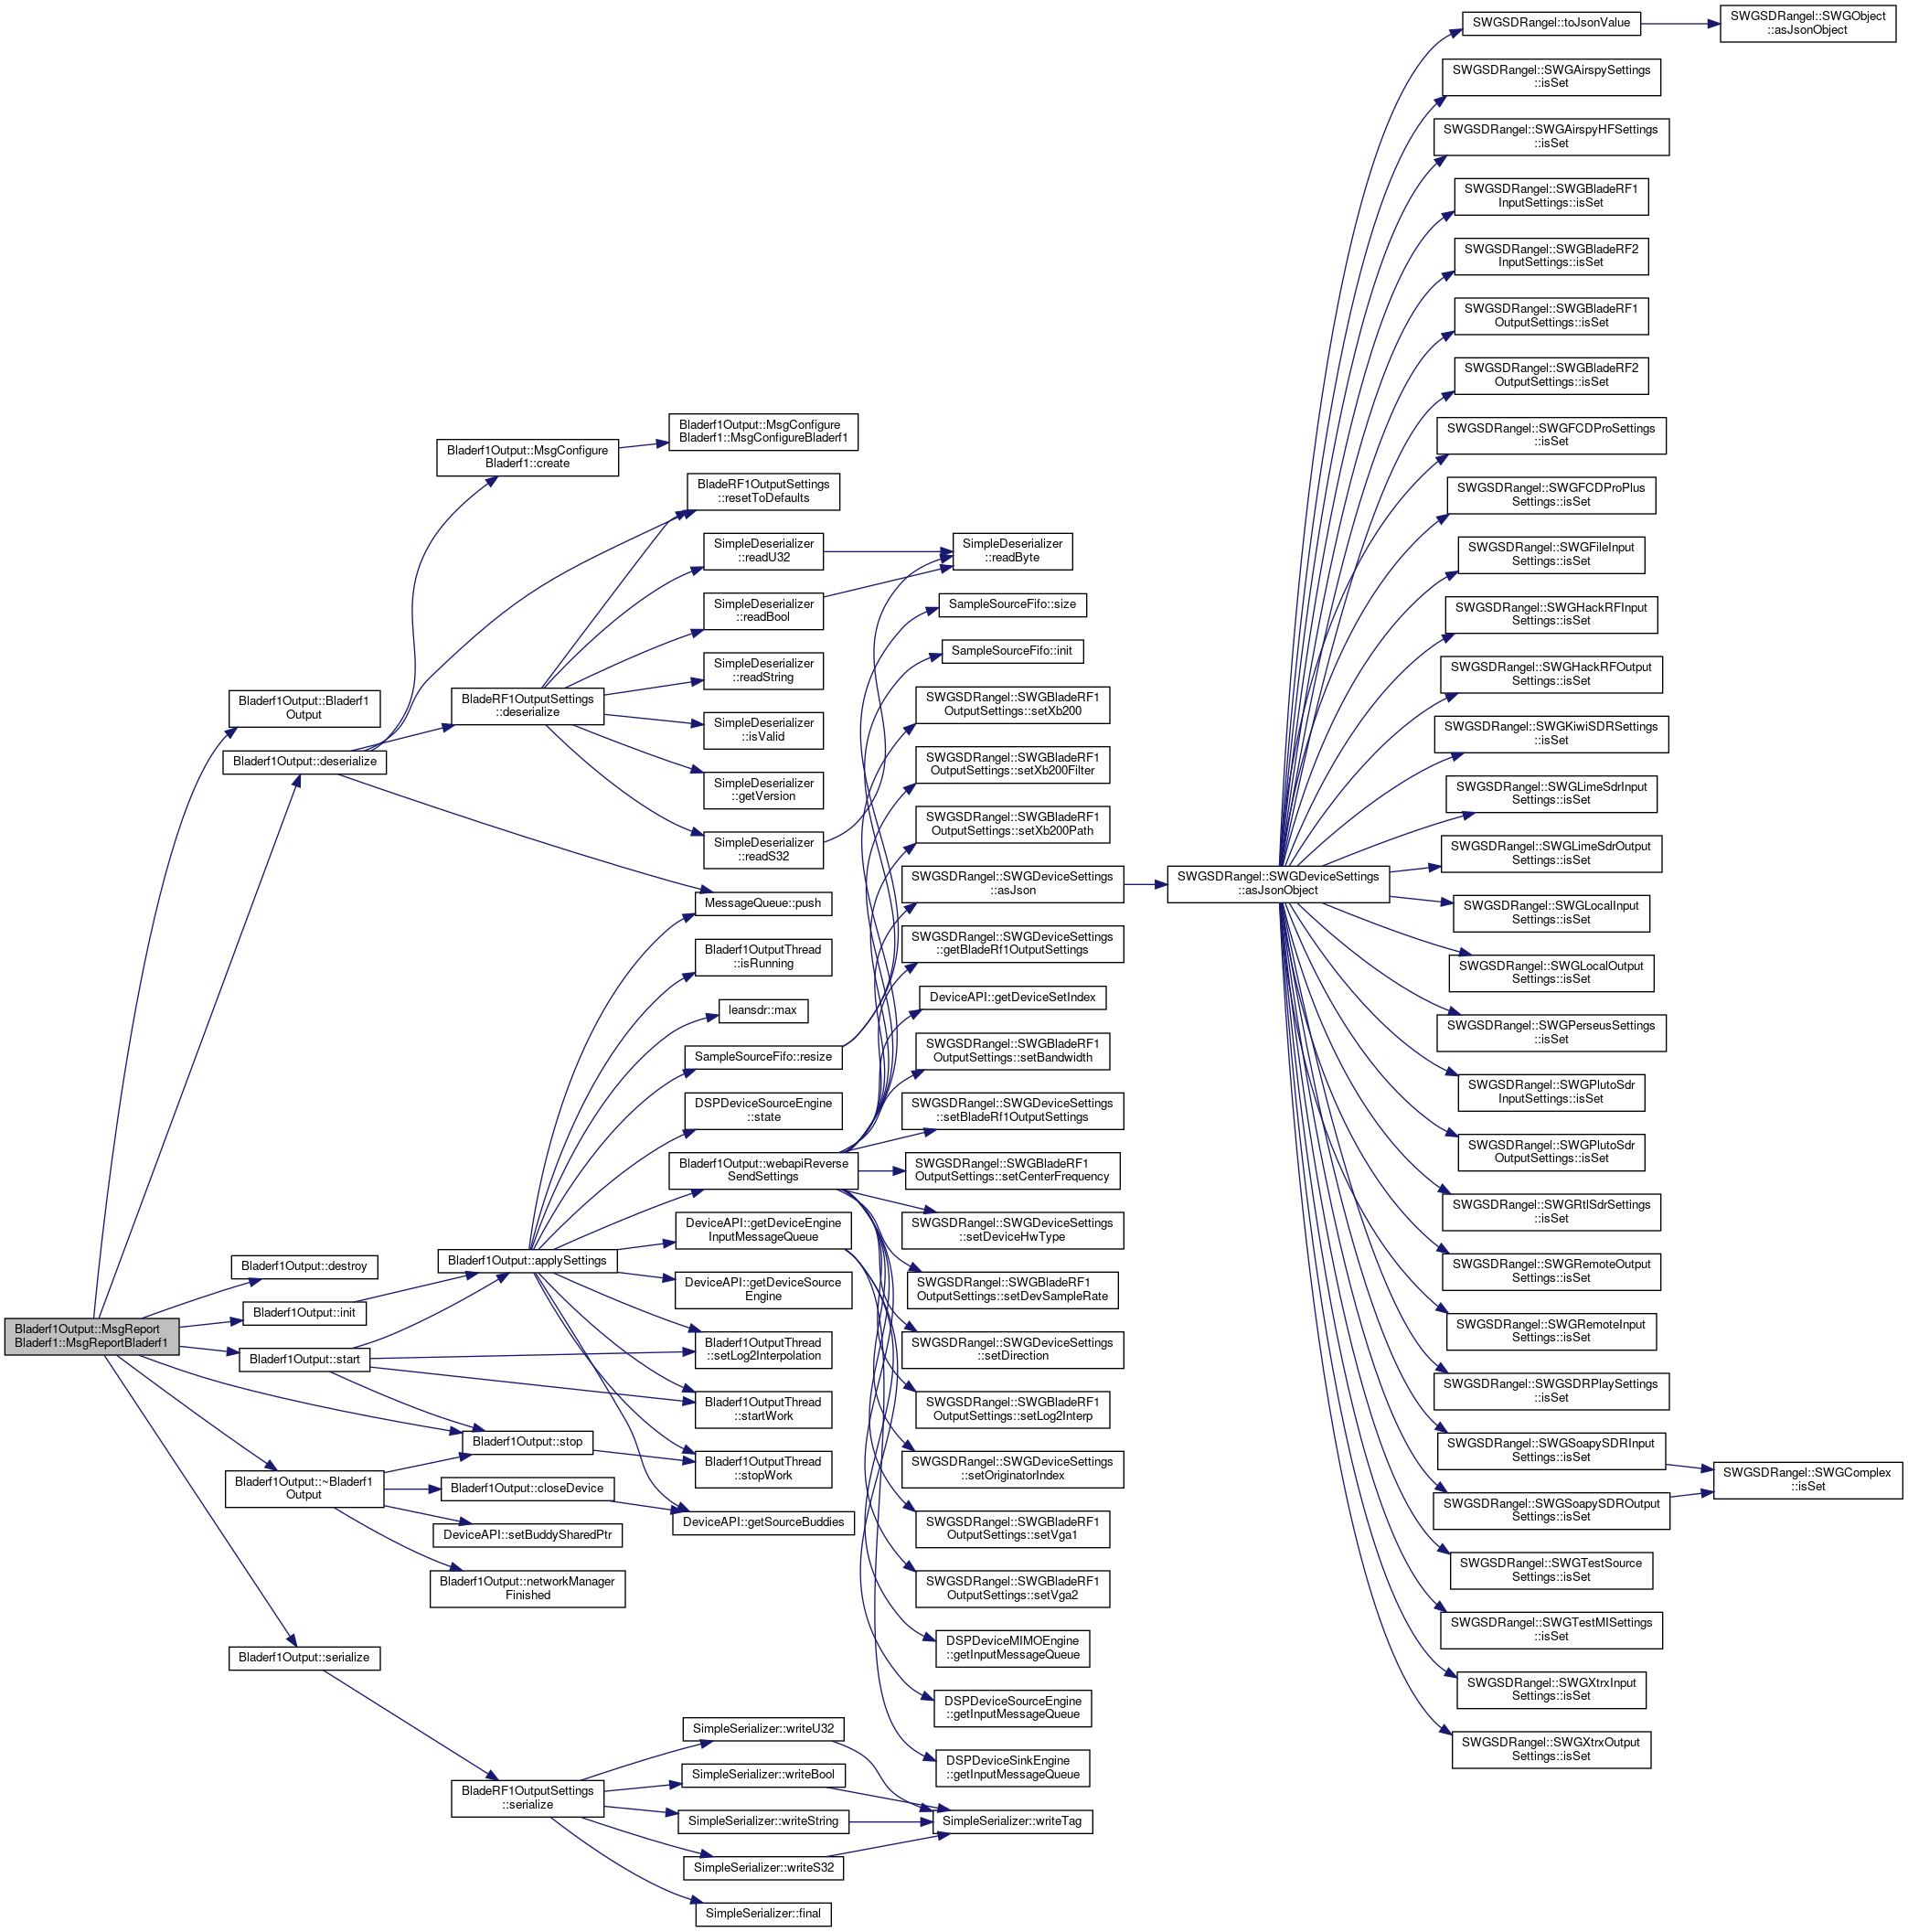 Bladerf1Output::MsgReport
Bladerf1::MsgReportBladerf1
Bladerf1Output::Bladerf1
Output
Bladerf1Output::deserialize
Bladerf1Output::destroy
Bladerf1Output::init
Bladerf1Output::start
Bladerf1Output::~Bladerf1
Output
Bladerf1Output::serialize
Bladerf1Output::MsgConfigure
Bladerf1::create
BladeRF1OutputSettings
::deserialize
Bladerf1Output::applySettings
Bladerf1Output::stop
Bladerf1Output::closeDevice
DeviceAPI::setBuddySharedPtr
Bladerf1Output::networkManager
Finished
BladeRF1OutputSettings
::serialize
Bladerf1Output::MsgConfigure
Bladerf1::MsgConfigureBladerf1
BladeRF1OutputSettings
::resetToDefaults
SimpleDeserializer
::readU32
SimpleDeserializer
::readBool
SimpleDeserializer
::readString
SimpleDeserializer
::isValid
SimpleDeserializer
::getVersion
SimpleDeserializer
::readS32
MessageQueue::push
Bladerf1OutputThread
::isRunning
leansdr::max
SampleSourceFifo::resize
DSPDeviceSourceEngine
::state
Bladerf1Output::webapiReverse
SendSettings
DeviceAPI::getDeviceEngine
InputMessageQueue
DeviceAPI::getDeviceSource
Engine
Bladerf1OutputThread
::setLog2Interpolation
Bladerf1OutputThread
::startWork
Bladerf1OutputThread
::stopWork
DeviceAPI::getSourceBuddies
SimpleSerializer::writeU32
SimpleSerializer::writeBool
SimpleSerializer::writeString
SimpleSerializer::writeS32
SimpleSerializer::final
SimpleDeserializer
::readByte
SampleSourceFifo::size
SampleSourceFifo::init
SWGSDRangel::SWGBladeRF1
OutputSettings::setXb200
SWGSDRangel::SWGBladeRF1
OutputSettings::setXb200Filter
SWGSDRangel::SWGBladeRF1
OutputSettings::setXb200Path
SWGSDRangel::SWGDeviceSettings
::asJson
SWGSDRangel::SWGDeviceSettings
::getBladeRf1OutputSettings
DeviceAPI::getDeviceSetIndex
SWGSDRangel::SWGBladeRF1
OutputSettings::setBandwidth
SWGSDRangel::SWGDeviceSettings
::setBladeRf1OutputSettings
SWGSDRangel::SWGBladeRF1
OutputSettings::setCenterFrequency
SWGSDRangel::SWGDeviceSettings
::setDeviceHwType
SWGSDRangel::SWGBladeRF1
OutputSettings::setDevSampleRate
SWGSDRangel::SWGDeviceSettings
::setDirection
SWGSDRangel::SWGBladeRF1
OutputSettings::setLog2Interp
SWGSDRangel::SWGDeviceSettings
::setOriginatorIndex
SWGSDRangel::SWGBladeRF1
OutputSettings::setVga1
SWGSDRangel::SWGBladeRF1
OutputSettings::setVga2
DSPDeviceMIMOEngine
::getInputMessageQueue
DSPDeviceSourceEngine
::getInputMessageQueue
DSPDeviceSinkEngine
::getInputMessageQueue
SimpleSerializer::writeTag
SWGSDRangel::SWGDeviceSettings
::asJsonObject
SWGSDRangel::toJsonValue
SWGSDRangel::SWGAirspySettings
::isSet
SWGSDRangel::SWGAirspyHFSettings
::isSet
SWGSDRangel::SWGBladeRF1
InputSettings::isSet
SWGSDRangel::SWGBladeRF2
InputSettings::isSet
SWGSDRangel::SWGBladeRF1
OutputSettings::isSet
SWGSDRangel::SWGBladeRF2
OutputSettings::isSet
SWGSDRangel::SWGFCDProSettings
::isSet
SWGSDRangel::SWGFCDProPlus
Settings::isSet
SWGSDRangel::SWGFileInput
Settings::isSet
SWGSDRangel::SWGHackRFInput
Settings::isSet
SWGSDRangel::SWGHackRFOutput
Settings::isSet
SWGSDRangel::SWGKiwiSDRSettings
::isSet
SWGSDRangel::SWGLimeSdrInput
Settings::isSet
SWGSDRangel::SWGLimeSdrOutput
Settings::isSet
SWGSDRangel::SWGLocalInput
Settings::isSet
SWGSDRangel::SWGLocalOutput
Settings::isSet
SWGSDRangel::SWGPerseusSettings
::isSet
SWGSDRangel::SWGPlutoSdr
InputSettings::isSet
SWGSDRangel::SWGPlutoSdr
OutputSettings::isSet
SWGSDRangel::SWGRtlSdrSettings
::isSet
SWGSDRangel::SWGRemoteOutput
Settings::isSet
SWGSDRangel::SWGRemoteInput
Settings::isSet
SWGSDRangel::SWGSDRPlaySettings
::isSet
SWGSDRangel::SWGSoapySDRInput
Settings::isSet
SWGSDRangel::SWGSoapySDROutput
Settings::isSet
SWGSDRangel::SWGTestSource
Settings::isSet
SWGSDRangel::SWGTestMISettings
::isSet
SWGSDRangel::SWGXtrxInput
Settings::isSet
SWGSDRangel::SWGXtrxOutput
Settings::isSet
SWGSDRangel::SWGObject
::asJsonObject
SWGSDRangel::SWGComplex
::isSet